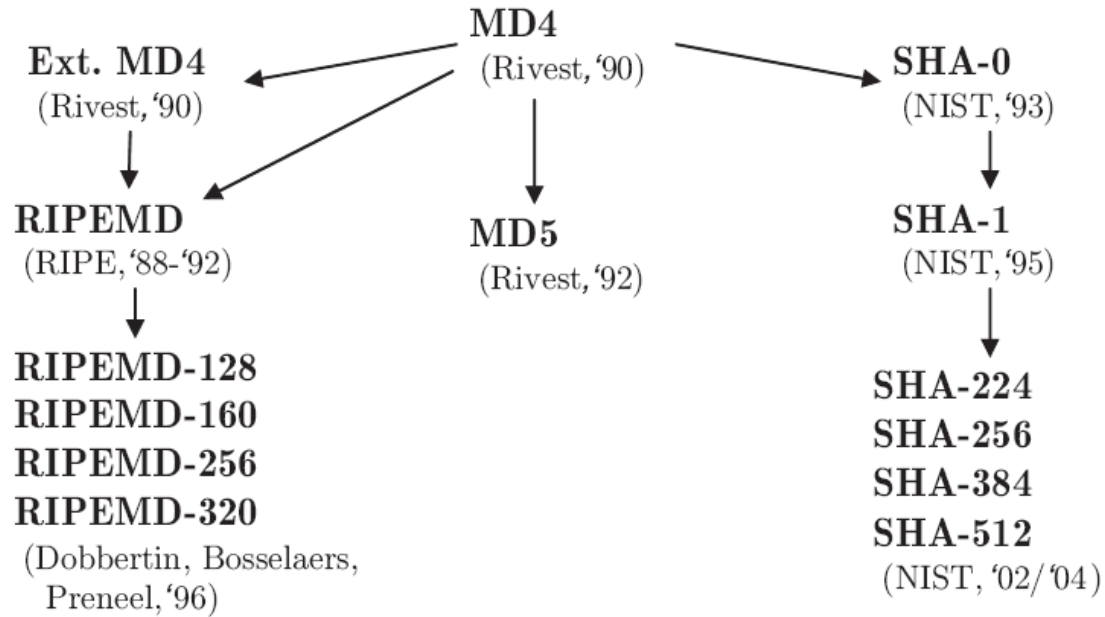 MD4
(Rivest,‘90)
Ext. MD4
(Rivest,‘90)
SHA-0
(NIST,‘93)
RIPEMD
(RIPE,‘88-‘92)
MD5
(Rivest,‘92)
SHA-1
(NIST,‘95)
RIPEMD-128
RIPEMD-160
RIPEMD-256
RIPEMD-320
(Dobbertin, Bosselaers,
Preneel,‘96)
SHA-224
SHA-256
SHA-384
SHA-512
(NIST, ‘02/‘04)